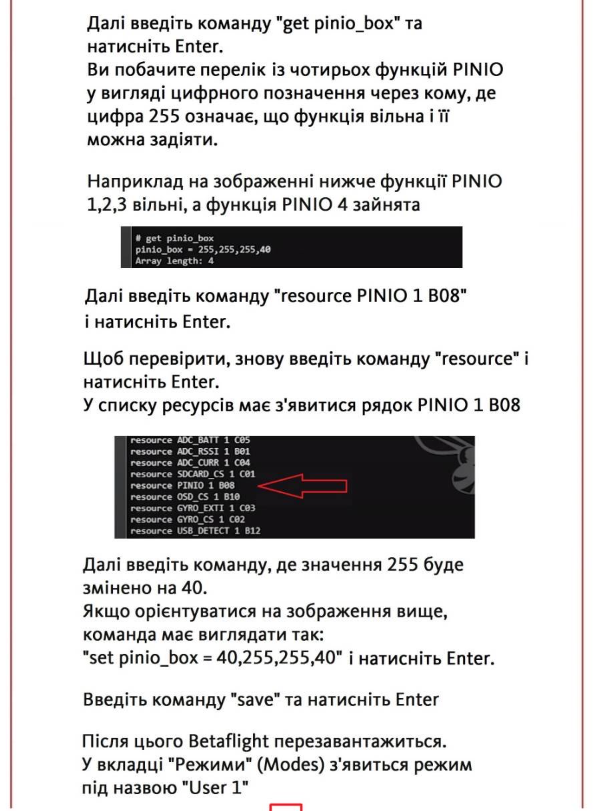 Далі введіть команду "get pinio_box" та
натисніть Enter.
Ви побачите перелік із чотирьох функцій PINIO
у вигляді цифрного позначення через кому, де
цифра 255 означає, що функція вільна і її
можна задіяти.
Наприклад на зображенні нижче функції PINIO
1,2,3 вільні, а функція PINIO 4 зайнята
# get pinio_box
pinio_box = 255,255,255,40
Array length: 4
Далі введіть команду "resource PINIO 1 B08"
і натисніть Enter.
Щоб перевірити, знову введіть команду "resource" і
натисніть Enter.
У списку ресурсів має з'явитися рядок PINIO 1 B08
resource ADC_BATT 1 C05
resource ADC_RSSI 1 B01
resource ADC_CURR 1 C04
resource SDCARD_CS 1 C01
resource PINIO 1 B08
resource OSD_CS 1 B10
resource GYRO_EXTI 1 C03
resource GYRO_CS 1 C02
resource USB_DETECT 1 B12
Далі введіть команду, де значення 255 буде
змінено на 40.
Якщо орієнтуватися на зображення вище,
команда має виглядати так:
"set pinio_box = 40,255,255,40" і натисніть Enter.
Введіть команду "save" та натисніть Enter
Після цього Betaflight перезавантажиться.
У вкладці "Режими" (Modes) з'явиться режим
під назвою "User 1"